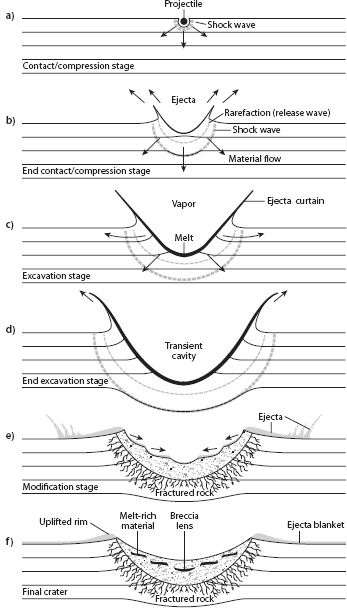 Projectile
a)
Shock wave
Contact/compression stage
Ejecta
Rarefaction (release wave)
b)
Shock wave
Material flow
End contact/compression stage
Vapor
Ejecta curtain
c)
Melt
Excavation stage
d)
Transient
cavity
End excavation stage
Ejecta
e)
Modification stage
Fractured rock
Uplifted rim
Melt-rich
material
Breccia
lens
Ejecta blanket
f)
Final crater
Fractured rock